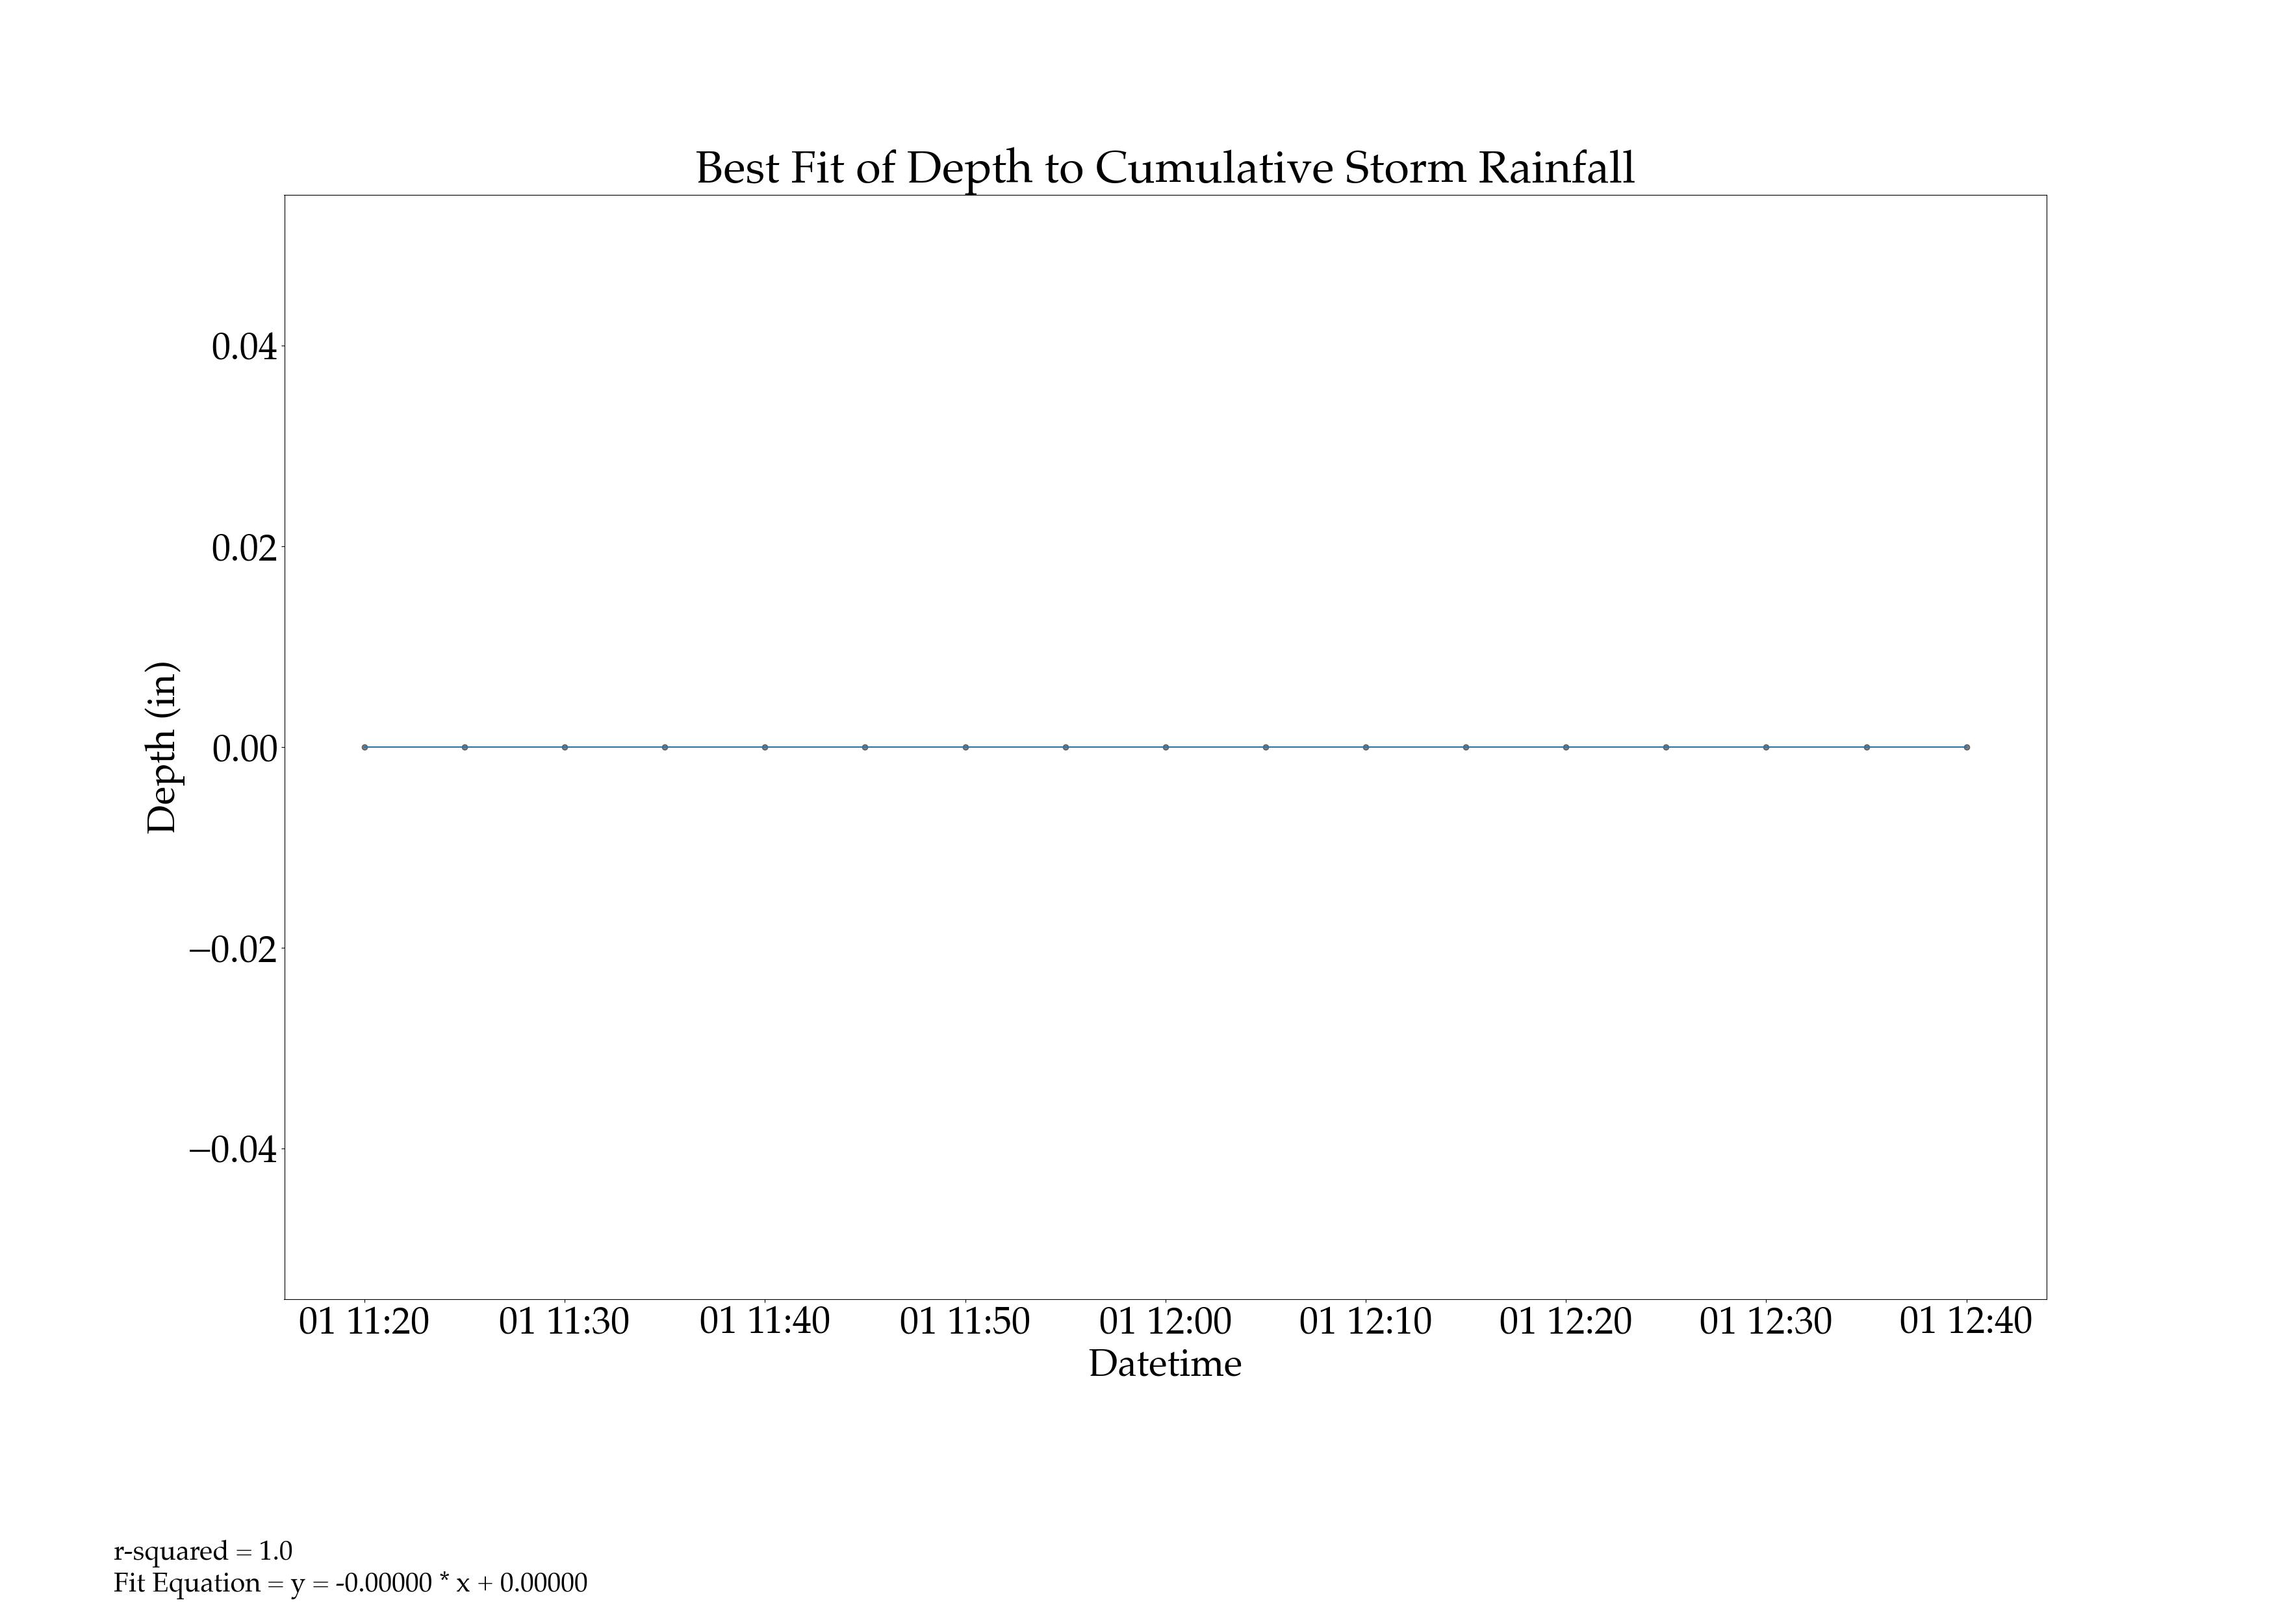 Best Fit of Depth to Cumulative Storm Rainfall
0.04
0.02
0.00
−0.02
−0.04
Depth (in)
01 11:20 01 11:30 01 11:40 01 11:50 01 12:00 01 12:10 01 12:20 01 12:30 01 12:40
Datetime
r-squared = 1.0
Fit Equation = y = -0.00000 * x + 0.00000